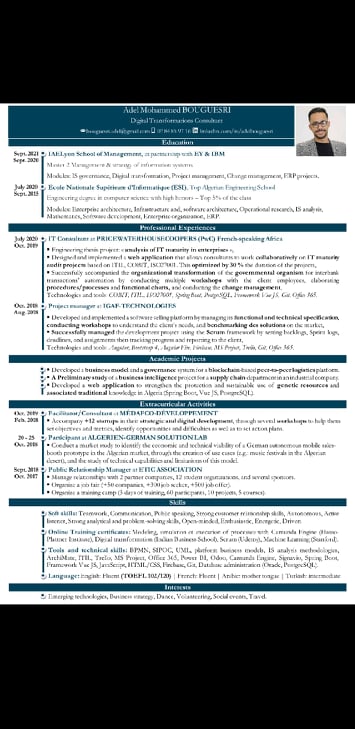 Adel Mohammed BOUGUESRI
Digital Transformations Consultant
linkedin.com/in/adelbouguesri
Education
Sept. 2021
Sept. 2020
IAELyon School of Management, in partnership with EY & IBM
Master 2 Management & strategy of information systems
Modules: IS governance, Digital transformation, Project management, Change management, ERP projects.
July 2020
Sept. 2015
Ecole Nationale Supérieure d'Informatique (ESI), Top Algerian Engineering School
Engineering degree in computer science with high honors – Top 5% of the class
Modules: Enterprise architecture, Infrastructure and, software architecture, Operational research, IS analysis,
Mathematics, Software development, Enterprise organization, ERP.
Professional Experiences
July 2020
Oct. 2019
IT Consultant at PRICEWATERHOUSECOOPERS (PwC) French-speaking Africa
Engineering thesis project: « analysis of IT maturity in enterprises »,
Designed and implemented a web application that allows consultants to work collaboratively on IT maturity
audit projects based on ITIL, COBIT, ISO27001. This optimized by 30 % the duration of the projects,
Successfully accompanied the organizational transformation of the governmental organism for interbank
transactions' automation by conducting multiple workshops with the client employees, elaborating
procedures/processes and functional charts, and conducting the change management,
Technologies and tools: COBIT, ITIL, ISO27001, Spring Boot, PostgreSQL, Framework Vue JS, Git, Office 365.
Oct. 2018
Aug. 2018
Project manager at IGAF-TECHNOLOGIES
Developed and implemented a software selling platform by managing its functional and technical specification,
conducting workshops to understand the client's needs, and benchmarking des solutions on the market,
Successfully managed the development project using the Scrum framework by setting backlogs, Sprint logs,
deadlines, and assignments then tracking progress and reporting to the client,
Technologies and tools: Angular, Bootstrap 4, Angular Fire, Firebase, MS Project, Trello, Git, Office 365.
Academic Projects
Developed a business model and a governance system for a blockchain-based peer-to-peer logistics platform.
A Preliminary study of a business intelligence project for a supply chain department in an industrial company.
Developed a web application to strengthen the protection and sustainable use of genetic resources and
associated traditional knowledge in Algeria (Spring Boot, Vue JS, PostgreSQL).
Extracurricular Activities
Oct. 2019
Feb. 2018
Facilitator/Consultant at MÉDAFCO-DÉVELOPPEMENT
Accompany +12 startups in their strategic and digital development, through several workshops to help them
set objectives and metrics, identify opportunities and difficulties as well as to set action plans.
20 – 25
Oct. 2018
Participant at ALGERIEN-GERMAN SOLUTION LAB
Conduct a market study to identify the economic and technical viability of a German autonomous mobile sales-
booth prototype in the Algerian market, through the creation of use cases (e.g. music festivals in the Algerian
desert), and the study of technical capabilities and limitations of this model.
Sept. 2018
Oct. 2017
Public Relationship Manager at ETIC ASSOCIATION
Manage relationships with 2 partner companies, 12 student organizations, and several sponsors.
Organize a job fair (+50 companies, +300 job seeker, +500 job offer).
Organize a training camp (3 days of training, 60 participants, 10 projects, 5 courses).
Skills
Soft skills: Teamwork, Communication, Public speaking, Strong customer relationship skills, Autonomous, Active
listener, Strong analytical and problem-solving skills, Open-minded, Enthusiastic, Energetic, Driven.
Online Training certificates: Modeling, simulation et execution of processes with Camunda Engine (Hasso-
Plattner Institute), Digital transformation (Indian Business School), Scrum (Udemy), Machine Learning (Stanford).
Tools and technical skills: BPMN, SIPOC, UML, platform business models, IS analysis methodologies,
ArchiMate, ITIL, Trello, MS Project, Office 365, Power BI, Odoo, Camunda Engine, Signavio, Spring Boot,
Framework Vue JS, JavaScript, HTML/CSS, Firebase, Git, Database administration (Oracle, PostgreSQL)
Language: English: Fluent (TOEFL 102/120) | French: Fluent | Arabic: mother tongue | Turkish: intermediate
Interests
Emerging technologies, Business strategy, Dance, Volunteering, Social events, Travel.